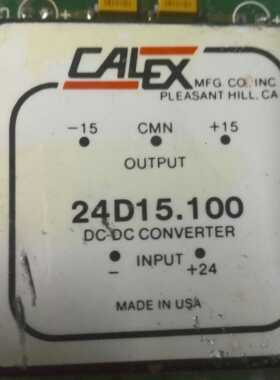 CALEX
MFG CO. INC
PLEASANT HILL, CA
-15 CMN +15
OUTPUT
24D15.100
DC-DC CONVERTER
INPUT
- +24
MADE IN USA